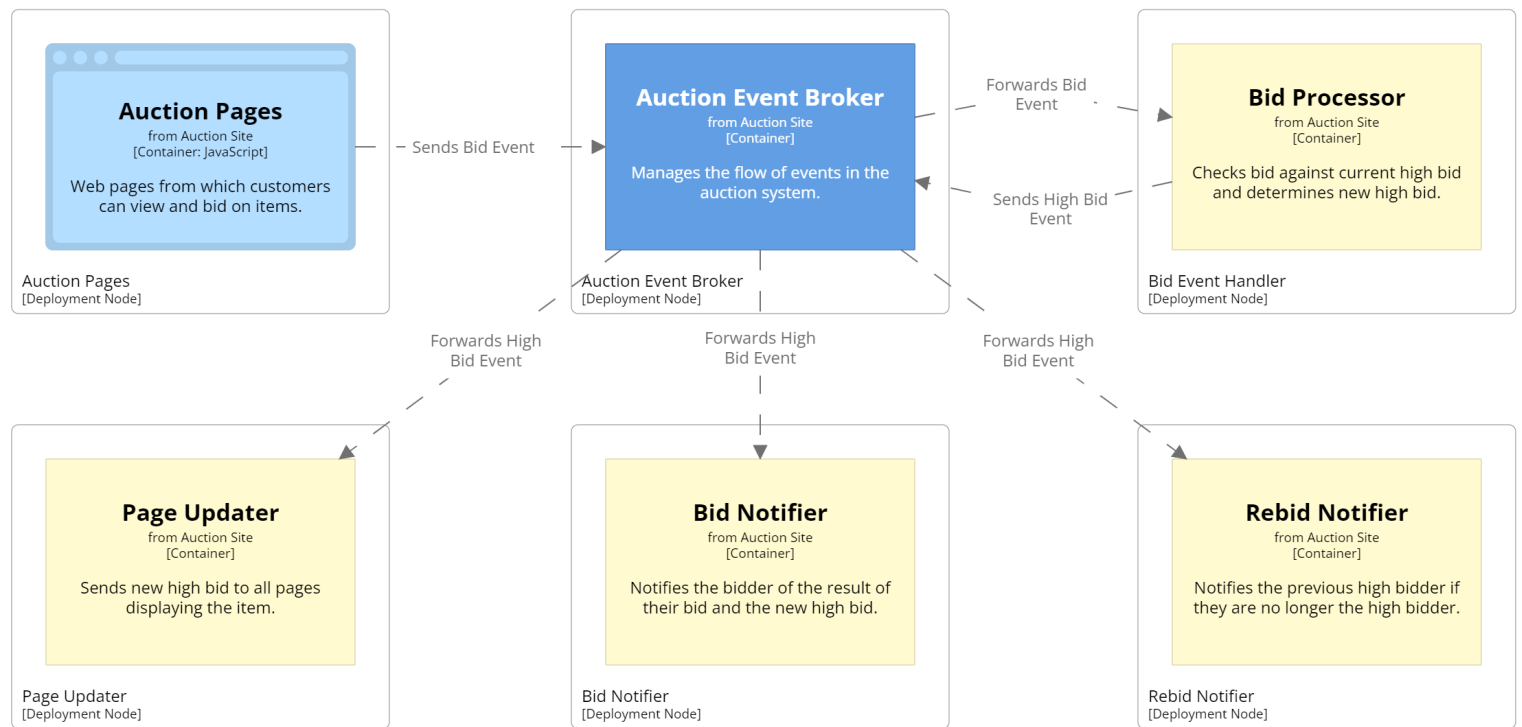 Auction Pages
from Auction Site
[Container: JavaScript]
Web pages from which customers
can view and bid on items.
Auction Pages
[Deployment Node]
Sends Bid Event
Auction Event Broker
from Auction Site
[Container]
Manages the flow of events in the
auction system.
Auction Event Broker
[Deployment Node]
Forwards Bid
Event
Sends High Bid
Event
Bid Processor
from Auction Site
[Container]
Checks bid against current high bid
and determines new high bid.
Bid Event Handler
[Deployment Node]
Forwards High
Bid Event
Forwards High
Bid Event
Forwards High
Bid Event
Page Updater
from Auction Site
[Container]
Sends new high bid to all pages
displaying the item.
Page Updater
[Deployment Node]
Bid Notifier
from Auction Site
[Container]
Notifies the bidder of the result of
their bid and the new high bid.
Bid Notifier
[Deployment Node]
Rebid Notifier
from Auction Site
[Container]
Notifies the previous high bidder if
they are no longer the high bidder.
Rebid Notifier
[Deployment Node]